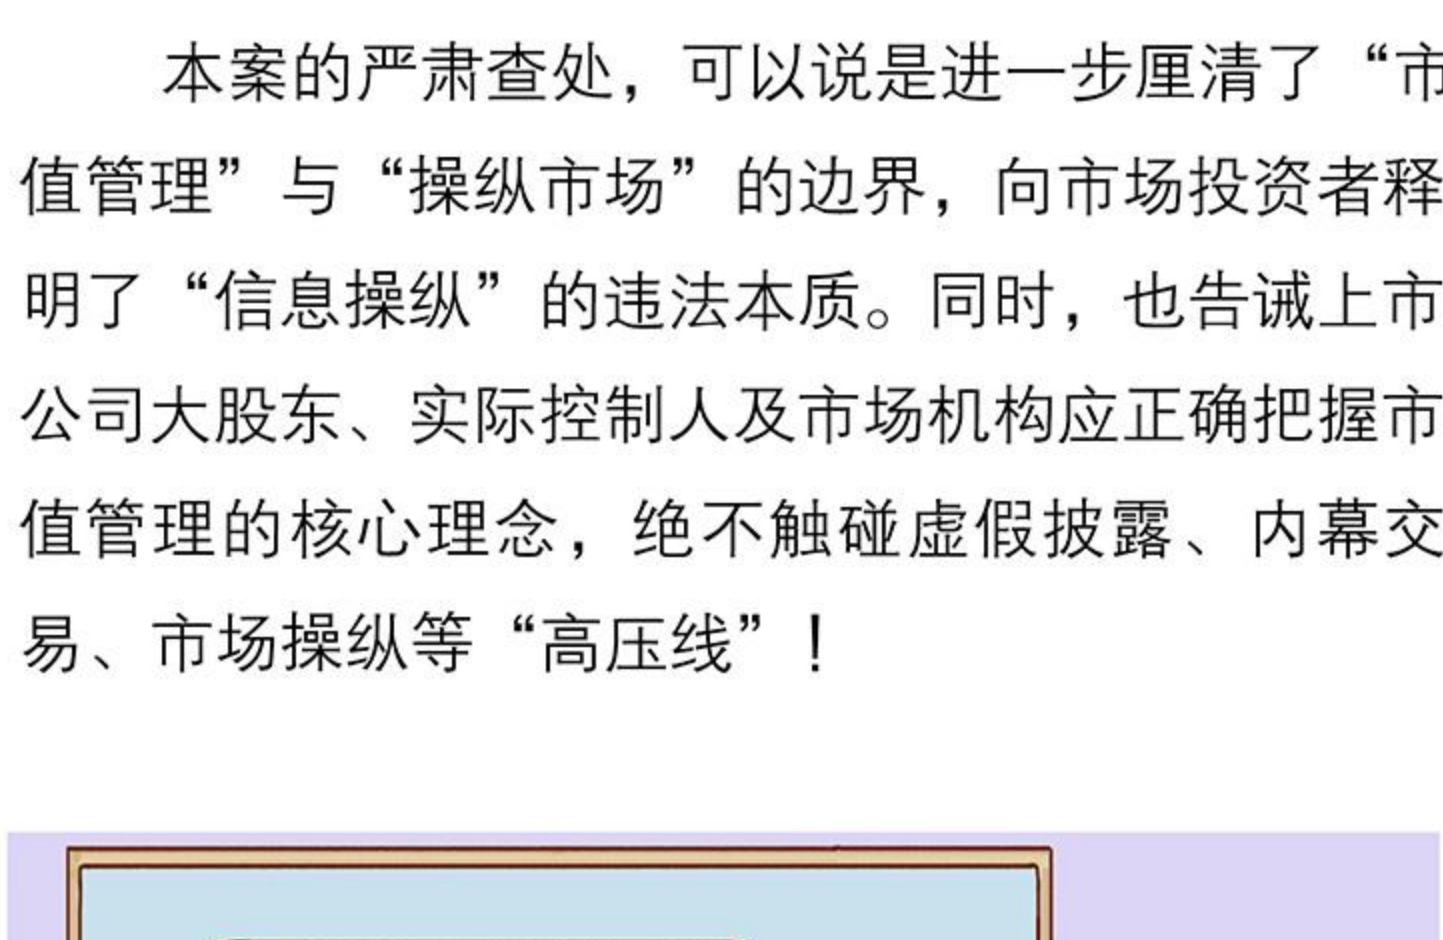 本案的严肃查处，可以说是进一步厘清了“市
值管理”与“操纵市场”的边界，向市场投资者释
明了“信息操纵”的违法本质。同时，也告诫上市
公司大股东、实际控制人及市场机构应正确把握市
值管理的核心理念，绝不触碰虚假披露、内幕交
易、市场操纵等“高压线”！